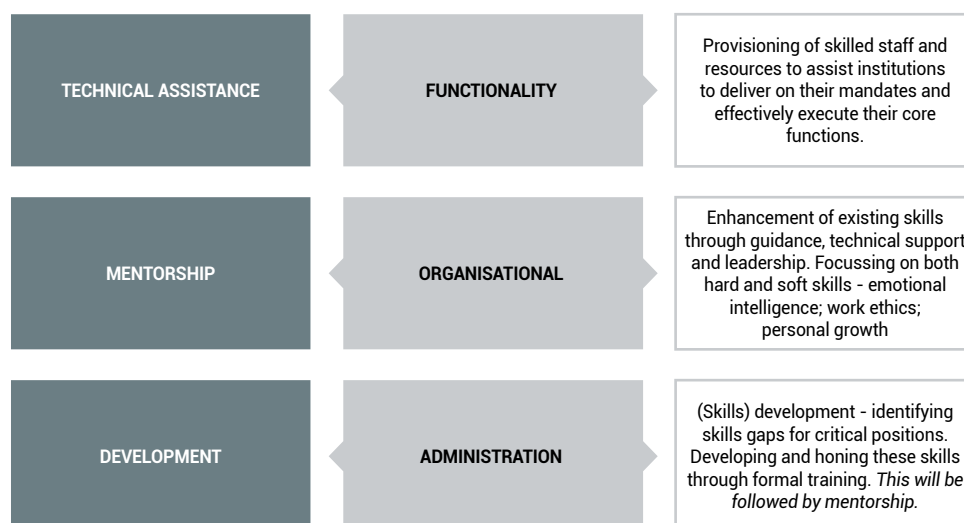 TECHNICAL ASSISTANCE
FUNCTIONALITY
Provisioning of skilled staff and
resources to assist institutions
to deliver on their mandates and
effectively execute their core
functions.
MENTORSHIP
ORGANISATIONAL
Enhancement of existing skills
through guidance, technical support
and leadership. Focussing on both
hard and soft skills - emotional
intelligence; work ethics;
personal growth
DEVELOPMENT
ADMINISTRATION
(Skills) development - identifying
skills gaps for critical positions.
Developing and honing these skills
through formal training. This will be
followed by mentorship.